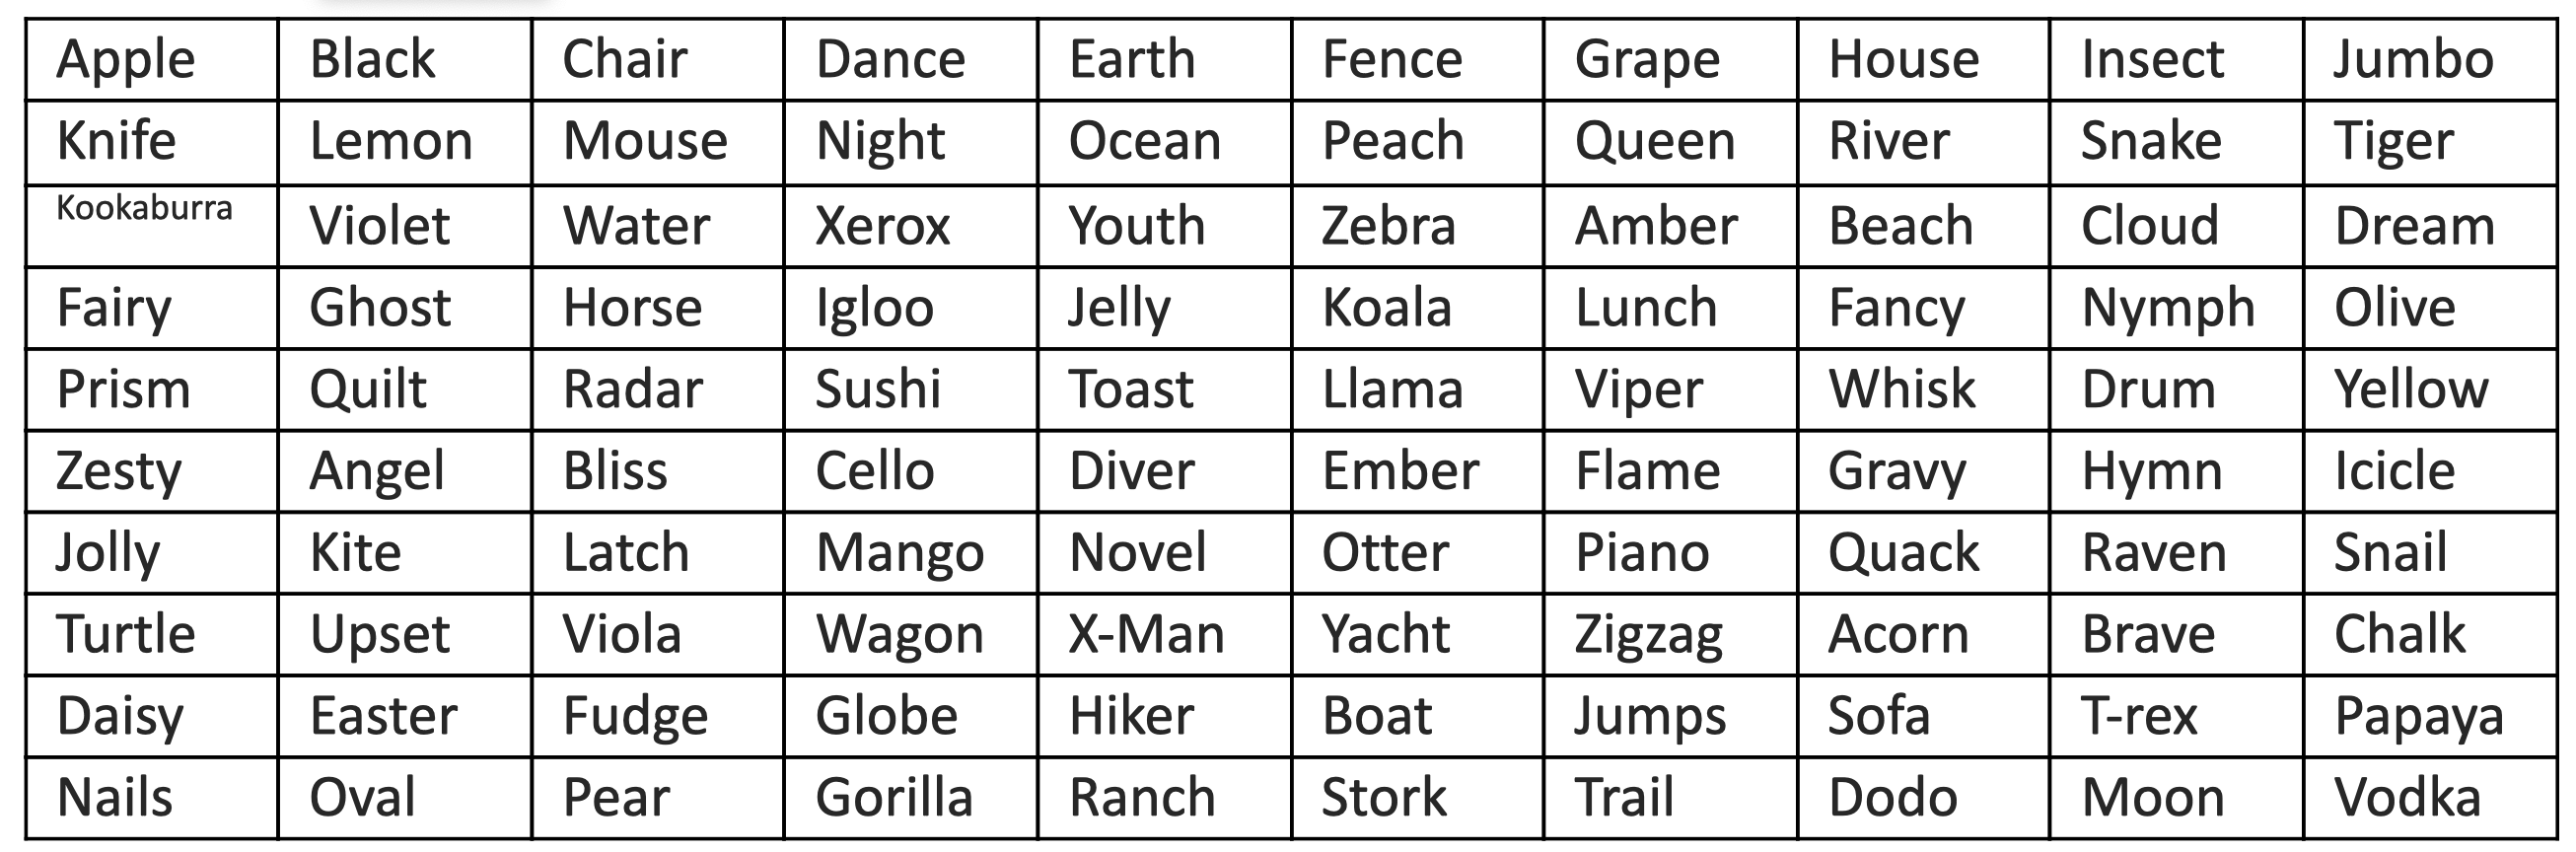 Apple Black Chair Dance Earth Fence Grape House Insect Jumbo
Knife Lemon Mouse Night Ocean Peach Queen River Snake Tiger
Kookaburra Violet Water Xerox Youth Zebra Amber Beach Cloud Dream
Fairy Ghost Horse Igloo Jelly Koala Lunch Fancy Nymph Olive
Prism Quilt Radar Sushi Toast Llama Viper Whisk Drum Yellow
Zesty Angel Bliss Cello Diver Ember Flame Gravy Hymn Icicle
Jolly Kite Latch Mango Novel Otter Piano Quack Raven Snail
Turtle Upset Viola Wagon X-Man Yacht Zigzag Acorn Brave Chalk
Daisy Easter Fudge Globe Hiker Boat Jumps Sofa T-rex Papaya
Nails Oval Pear Gorilla Ranch Stork Trail Dodo Moon Vodka